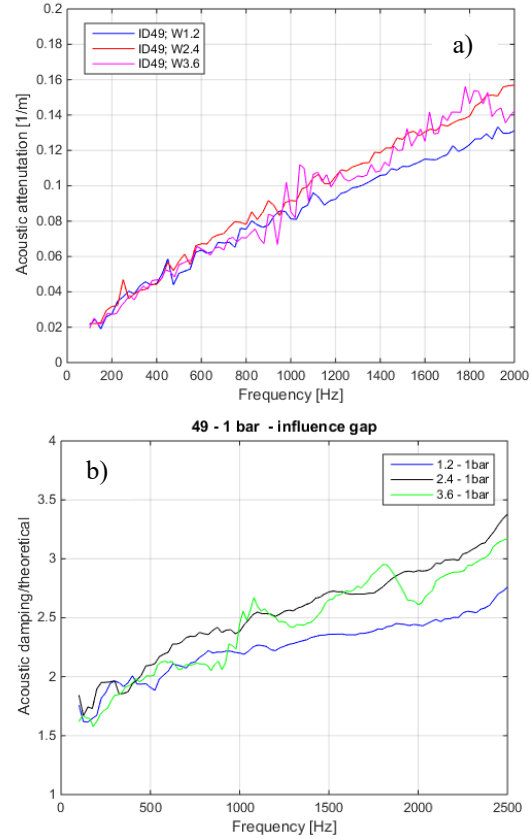 0.2
0.18
0.16
0.14
0.12
0.1
0.08
0.06
0.04
0.02
0
Acoustic attenutation [1/m]
ID49; W1.2
ID49; W2.4
ID49; W3.6
a)
0 200 400 600 800 1000 1200 1400 1600 1800 2000
Frequency [Hz]
49 - 1 bar - influence gap
4
3.5
3
2.5
2
1.5
1
Acoustic damping/theoretical
b)
1.2 - 1bar
2.4 - 1bar
3.6 - 1bar
0 500 1000 1500 2000 2500
Frequency [Hz]